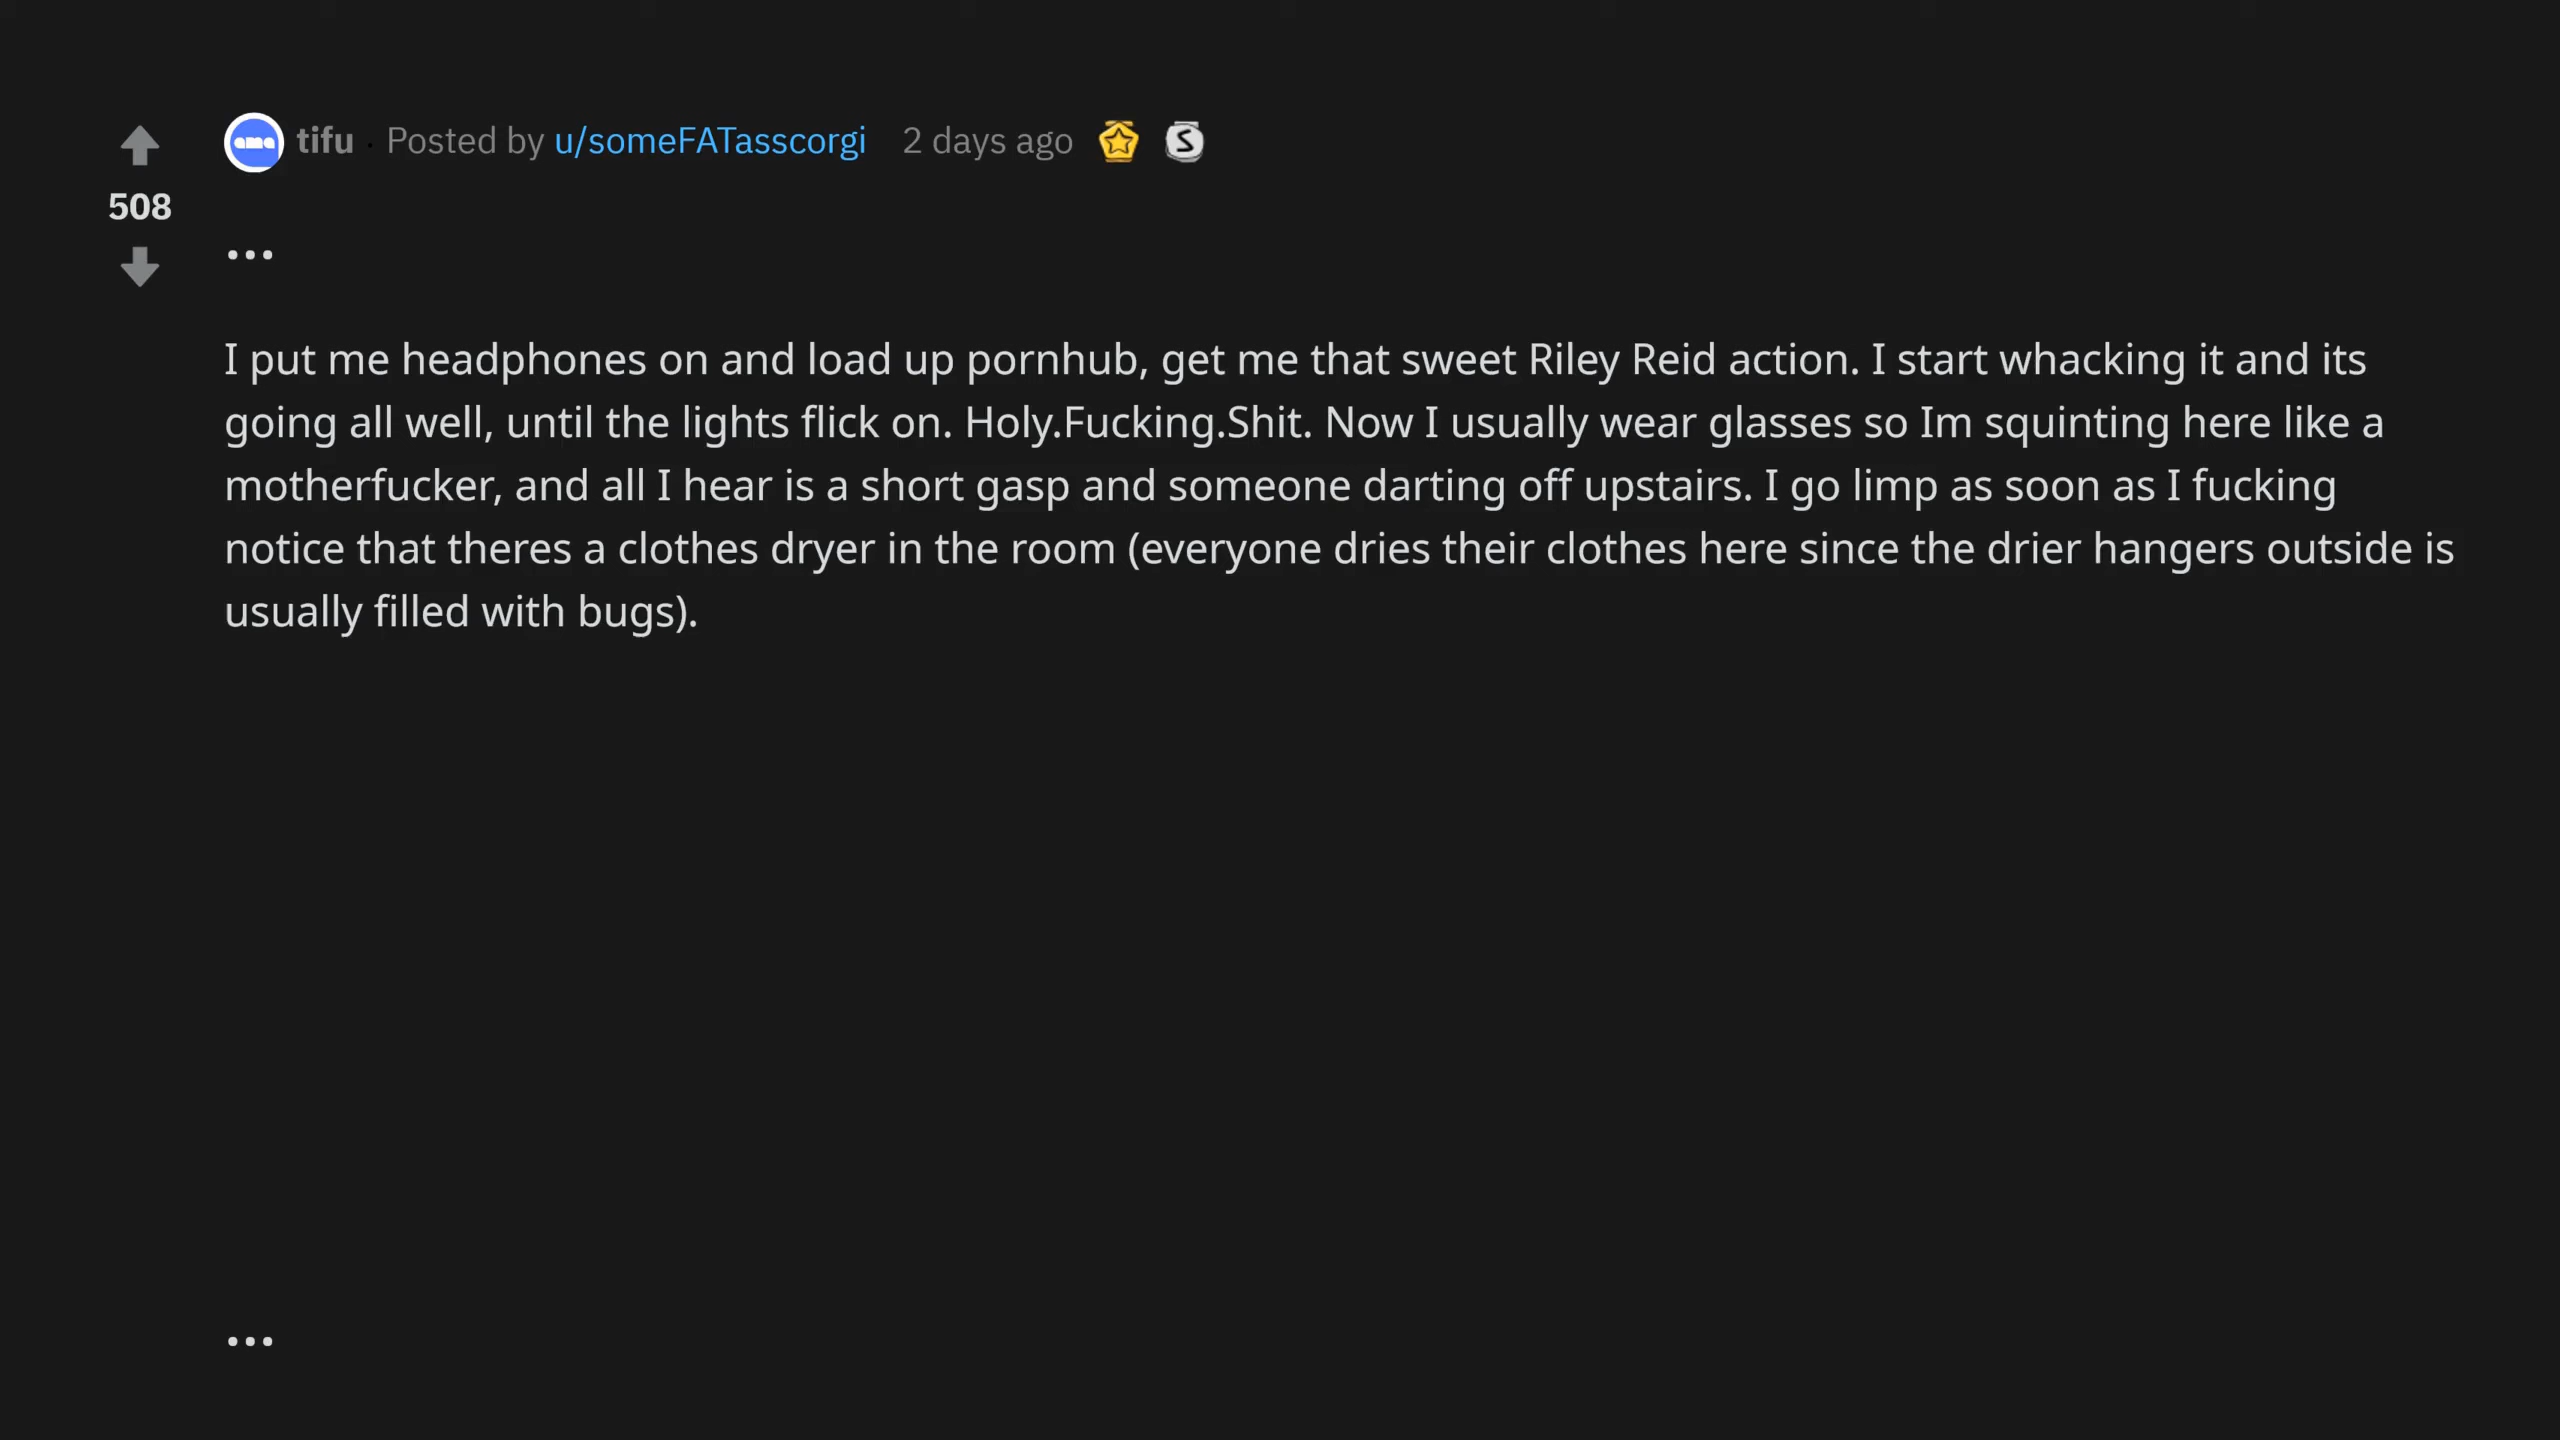 tifu · Posted by u/someFATasscorgi 2 days ago
508
...
I put me headphones on and load up pornhub, get me that sweet Riley Reid action. I start whacking it and its
going all well, until the lights flick on. Holy.Fucking.Shit. Now I usually wear glasses so Im squinting here like a
motherfucker, and all I hear is a short gasp and someone darting off upstairs. I go limp as soon as I fucking
notice that theres a clothes dryer in the room (everyone dries their clothes here since the drier hangers outside is
usually filled with bugs).
...